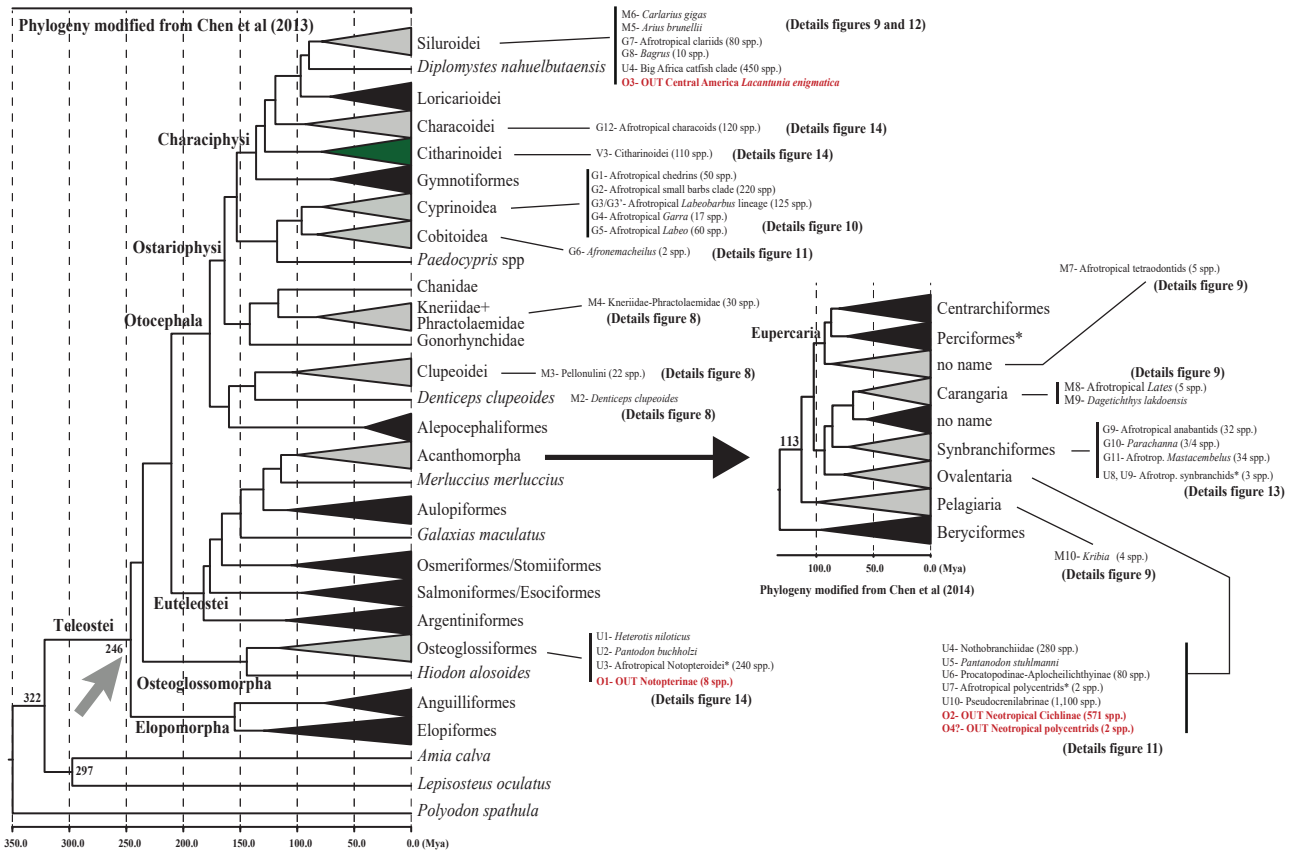 Phylogeny modified from Chen et al (2013)
Siluroidei
Diplomystes nahuelbutaensis
Loricarioidei
Characiphysi
Characoidei
Citharinoidei
Gymnotiformes
Cyprinoidea
Cobitoidea
Ostariophysi
Paedocypris spp
Chanidae
Kneriidae+
Phractolaemidae
Otocephala
Gonorhynchidae
Clupeoidei
Denticeps clupeoides
Alepocephaliformes
Acanthomorpha
Merluccius merluccius
Aulopiformes
Galaxias maculatus
Osmeriformes/Stomiiformes
Salmoniformes/Esociformes
Euteleostei
Argentiniformes
Teleostei
246
Osteoglossiformes
Hiodon alosoides
Osteoglossomorpha
322
Anguilliformes
Elopomorpha
Elopiformes
Amia calva
297
Lepisosteus oculatus
Polyodon spathula
350.0 300.0 250.0 200.0 150.0 100.0 50.0 0.0 (Mya)
M6- Carlarius gigas
M5- Arius brunellii
G7- Afrotropical clariids (80 spp.)
G8- Bagrus (10 spp.)
U4- Big Africa catfish clade (450 spp.)
O3- OUT Central America Lacantunia enigmatica
(Details figures 9 and 12)
G12- Afrotropical characoids (120 spp.) (Details figure 14)
V3- Citharinoidei (110 spp.) (Details figure 14)
G1- Afrotropical chedrins (50 spp.)
G2- Afrotropical small barbs clade (220 spp)
G3/G3'- Afrotropical Labeobarbus lineage (125 spp.)
G4- Afrotropical Garra (17 spp.)
G5- Afrotropical Labeo (60 spp.)
(Details figure 10)
G6- Afronemacheilus (2 spp.) (Details figure 11)
M4- Kneriidae-Phractolaemidae (30 spp.)
(Details figure 8)
M3- Pellonulini (22 spp.) (Details figure 8)
M2- Denticeps clupeoides
(Details figure 8)
U1- Heterotis niloticus
U2- Pantodon buchholzi
U3- Afrotropical Notopteroidei* (240 spp.)
O1- OUT Notopterinae (8 spp.)
(Details figure 14)
Centrarchiformes
Eupercaria
Perciformes*
no name
Carangaria
no name
113
Synbranchiformes
Ovalentaria
Pelagiaria
Beryciformes
100.0 50.0 0.0 (Mya)
Phylogeny modified from Chen et al (2014)
M7- Afrotropical tetraodontids (5 spp.)
(Details figure 9)
(Details figure 9)
M8- Afrotropical Lates (5 spp.)
M9- Dagetichthys lakdoensis
G9- Afrotropical anabantids (32 spp.)
G10- Parachanna (3/4 spp.)
G11- Afrotrop. Mastacembelus (34 spp.)
U8, U9- Afrotrop. synbranchids* (3 spp.)
(Details figure 13)
M10- Kribia (4 spp.)
(Details figure 9)
U4- Nothobranchiidae (280 spp.)
U5- Pantanodon stuhlmanni
U6- Procatopodinae-Aplocheilichthyinae (80 spp.)
U7- Afrotropical polycentrids* (2 spp.)
U10- Pseudocrenilabrinae (1,100 spp.)
O2- OUT Neotropical Cichlinae (571 spp.)
O4?- OUT Neotropical polycentrids (2 spp.)
(Details figure 11)